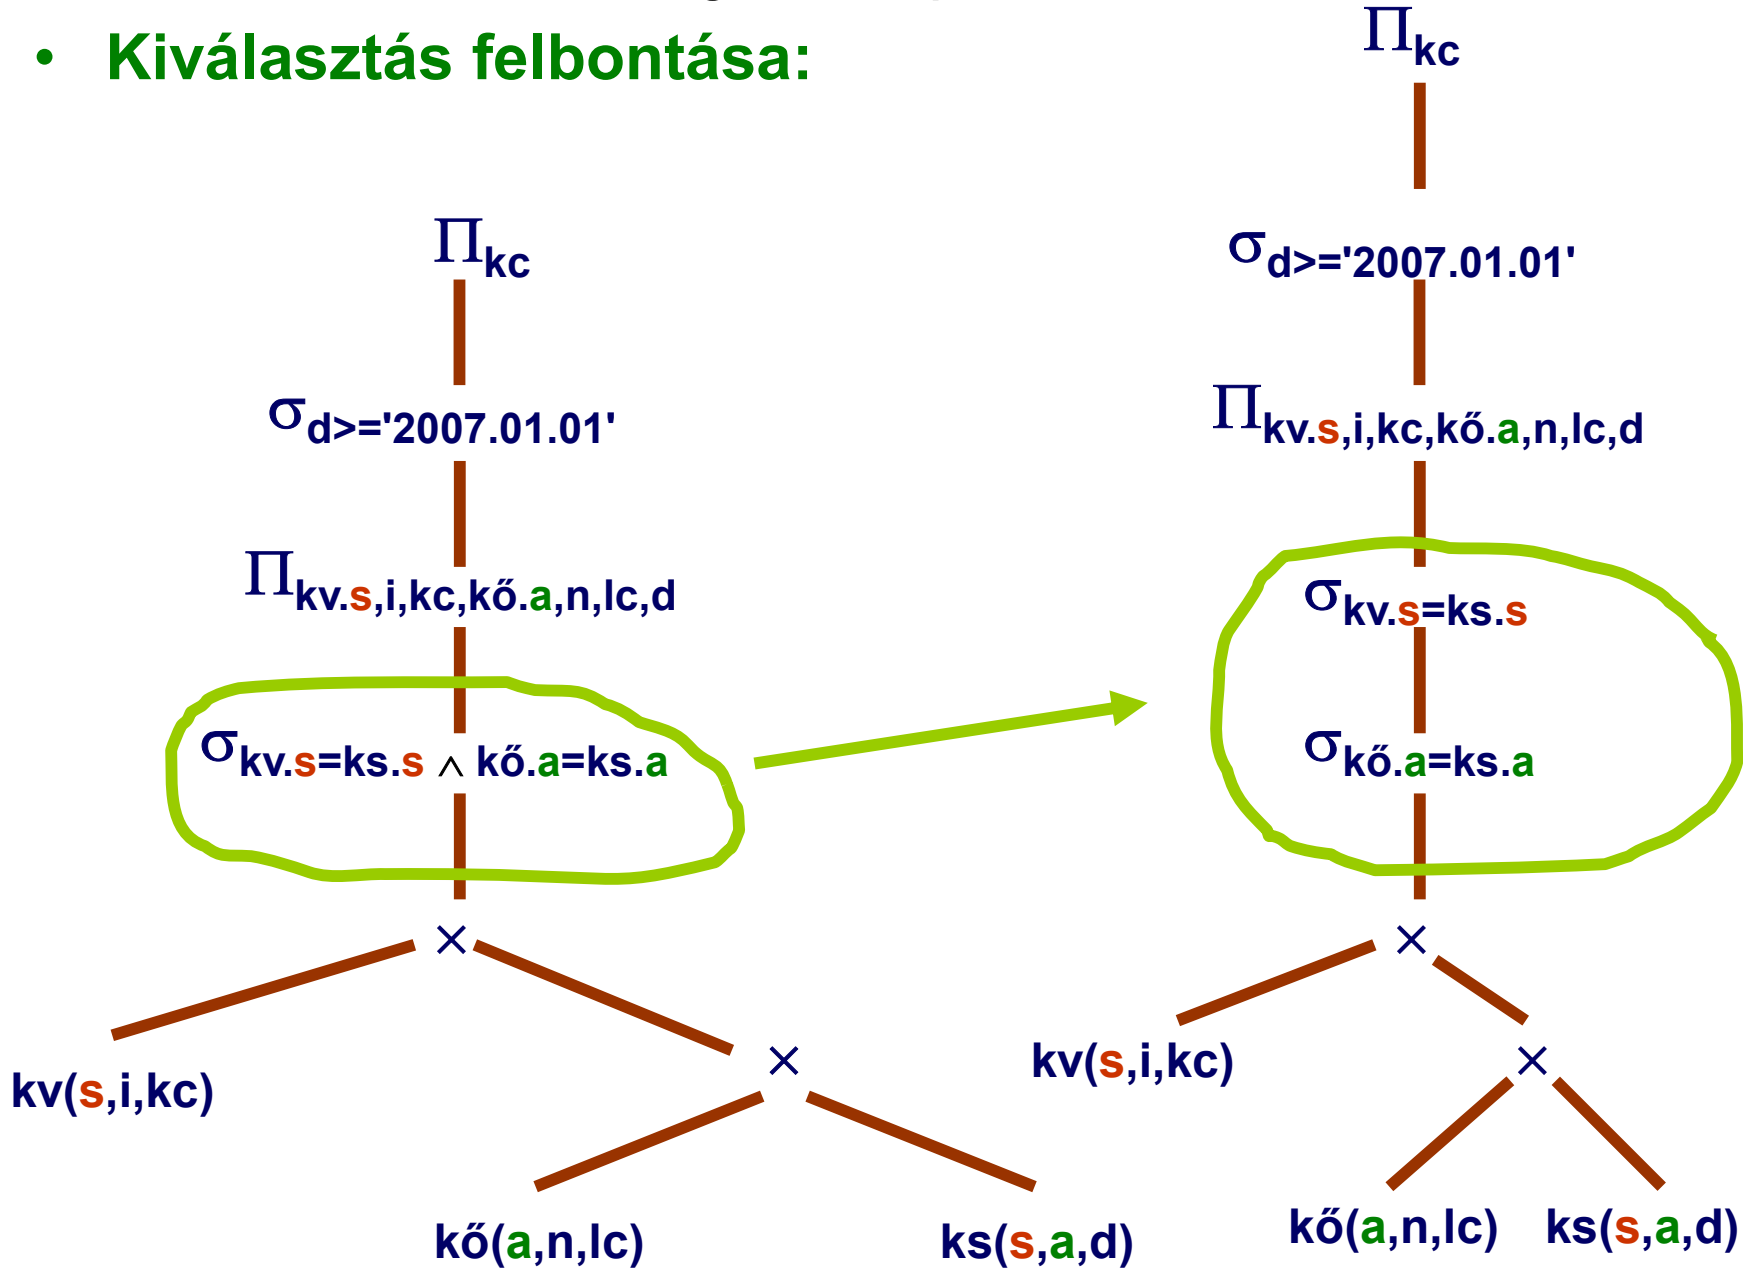 • Kiválasztás felbontása:
Πkc
σd>='2007.01.01'
Πkv.s,i,kc,kő.a,n,lc,d
σkv.s=ks.s ∧ kő.a=ks.a
×
kv(s,i,kc)
×
kő(a,n,lc)
ks(s,a,d)
Πkc
σd>='2007.01.01'
Πkv.s,i,kc,kő.a,n,lc,d
σkv.s=ks.s
σkő.a=ks.a
×
kv(s,i,kc)
×
kő(a,n,lc)
ks(s,a,d)